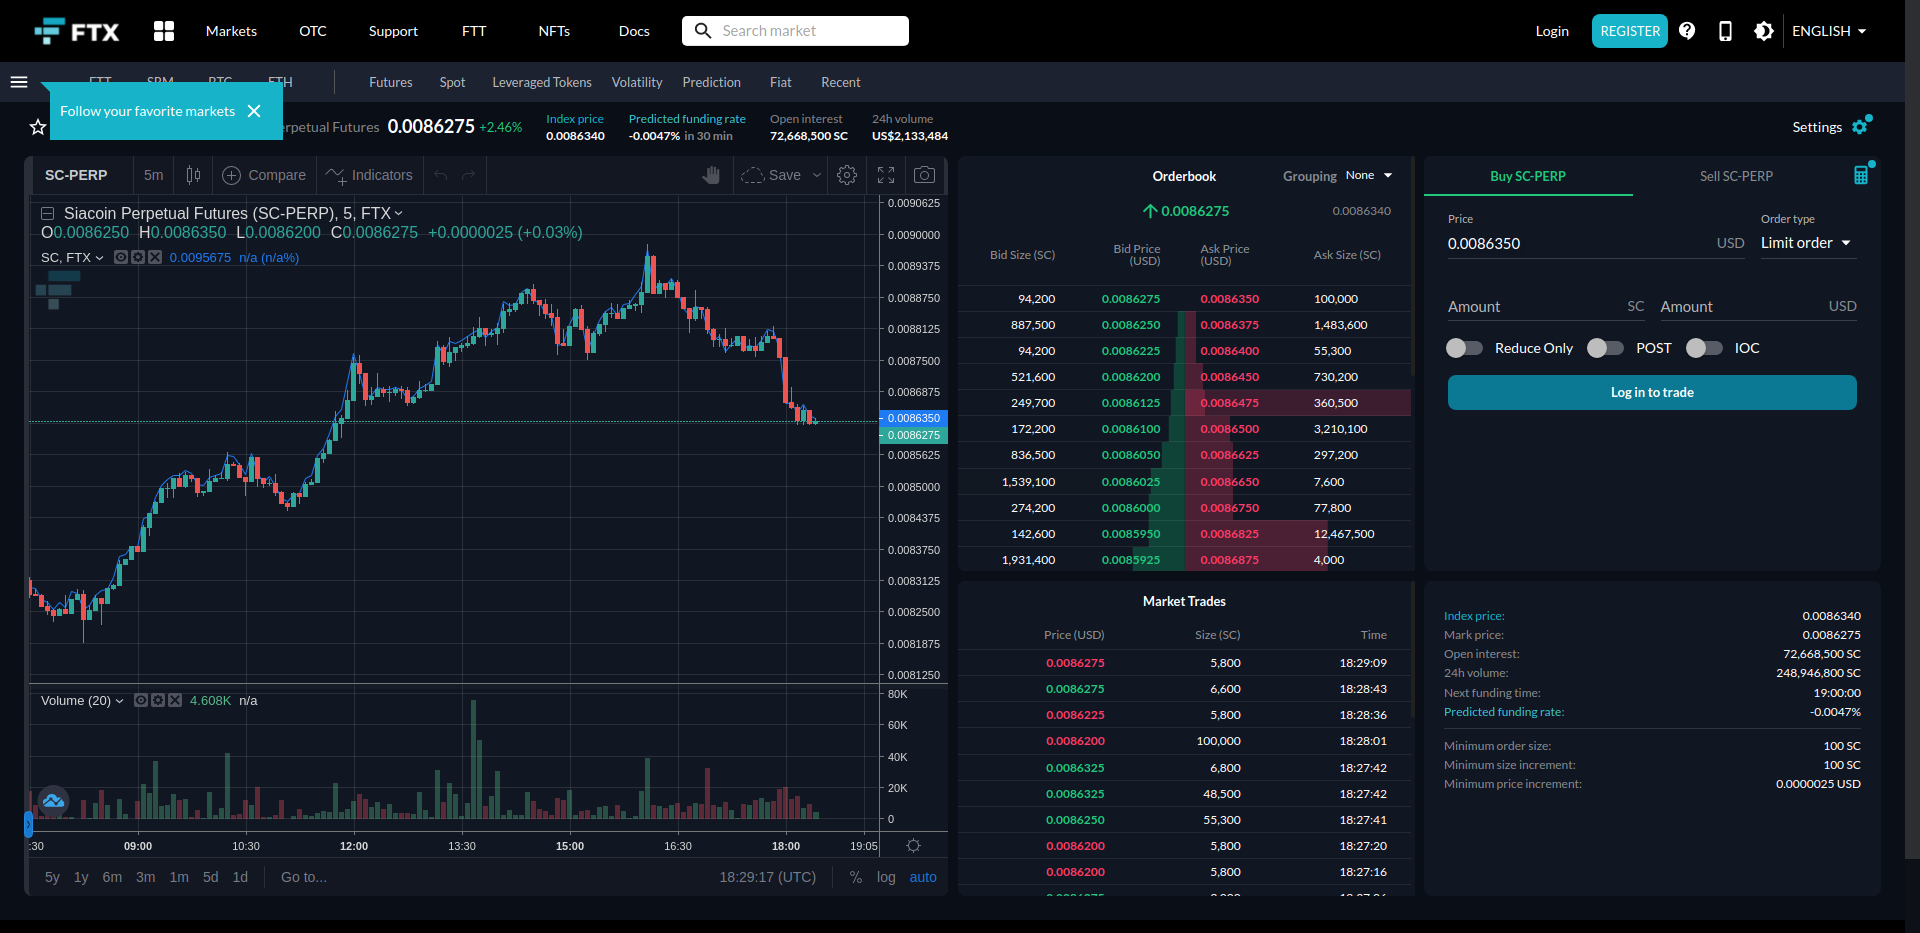 FTX
Markets
OTC
Support
FTT
NFTs
Docs
Search market
Login
REGISTER
ENGLISH
FTT
SRM
BTC
ETH
Futures
Spot
Leveraged Tokens
Volatility
Prediction
Fiat
Recent
Follow your favorite markets
erpetual Futures
0.0086275 +2.46%
Index price
0.0086340
Predicted funding rate
-0.0047% in 30 min
Open interest
72,668,500 SC
24h volume
US$2,133,484
Settings
SC-PERP
5m
Compare
Indicators
Save
Siacoin Perpetual Futures (SC-PERP), 5, FTX
O0.0086250 H0.0086350 L0.0086200 C0.0086275 +0.0000025 (+0.03%)
SC, FTX
0.0095675 n/a (n/a%)
0.0090625
0.0090000
0.0089375
0.0088750
0.0088125
0.0087500
0.0086875
0.0086350
0.0086275
0.0085625
0.0085000
0.0084375
0.0083750
0.0083125
0.0082500
0.0081875
0.0081250
Volume (20)
4.608K n/a
80K
60K
40K
20K
0
:30 09:00 10:30 12:00 13:30 15:00 16:30 18:00 19:05
5y 1y 6m 3m 1m 5d 1d Go to...
18:29:17 (UTC) % log auto
Orderbook
Grouping None
0.0086275 0.0086340
Bid Size (SC) Bid Price (USD) Ask Price (USD) Ask Size (SC)
94,200 0.0086275 0.0086350 100,000
887,500 0.0086250 0.0086375 1,483,600
94,200 0.0086225 0.0086400 55,300
521,600 0.0086200 0.0086450 730,200
249,700 0.0086125 0.0086475 360,500
172,200 0.0086100 0.0086500 3,210,100
836,500 0.0086050 0.0086625 297,200
1,539,100 0.0086025 0.0086650 7,600
274,200 0.0086000 0.0086750 77,800
142,600 0.0085950 0.0086825 12,467,500
1,931,400 0.0085925 0.0086875 4,000
Market Trades
Price (USD) Size (SC) Time
0.0086275 5,800 18:29:09
0.0086275 6,600 18:28:43
0.0086225 5,800 18:28:36
0.0086200 100,000 18:28:01
0.0086325 6,800 18:27:42
0.0086325 48,500 18:27:42
0.0086250 55,300 18:27:41
0.0086200 5,800 18:27:20
0.0086200 5,800 18:27:16
Buy SC-PERP
Sell SC-PERP
Price
0.0086350 USD
Order type
Limit order
Amount SC
Amount USD
Reduce Only
POST
IOC
Log in to trade
Index price: 0.0086340
Mark price: 0.0086275
Open interest: 72,668,500 SC
24h volume: 248,946,800 SC
Next funding time: 19:00:00
Predicted funding rate: -0.0047%
Minimum order size: 100 SC
Minimum size increment: 100 SC
Minimum price increment: 0.0000025 USD